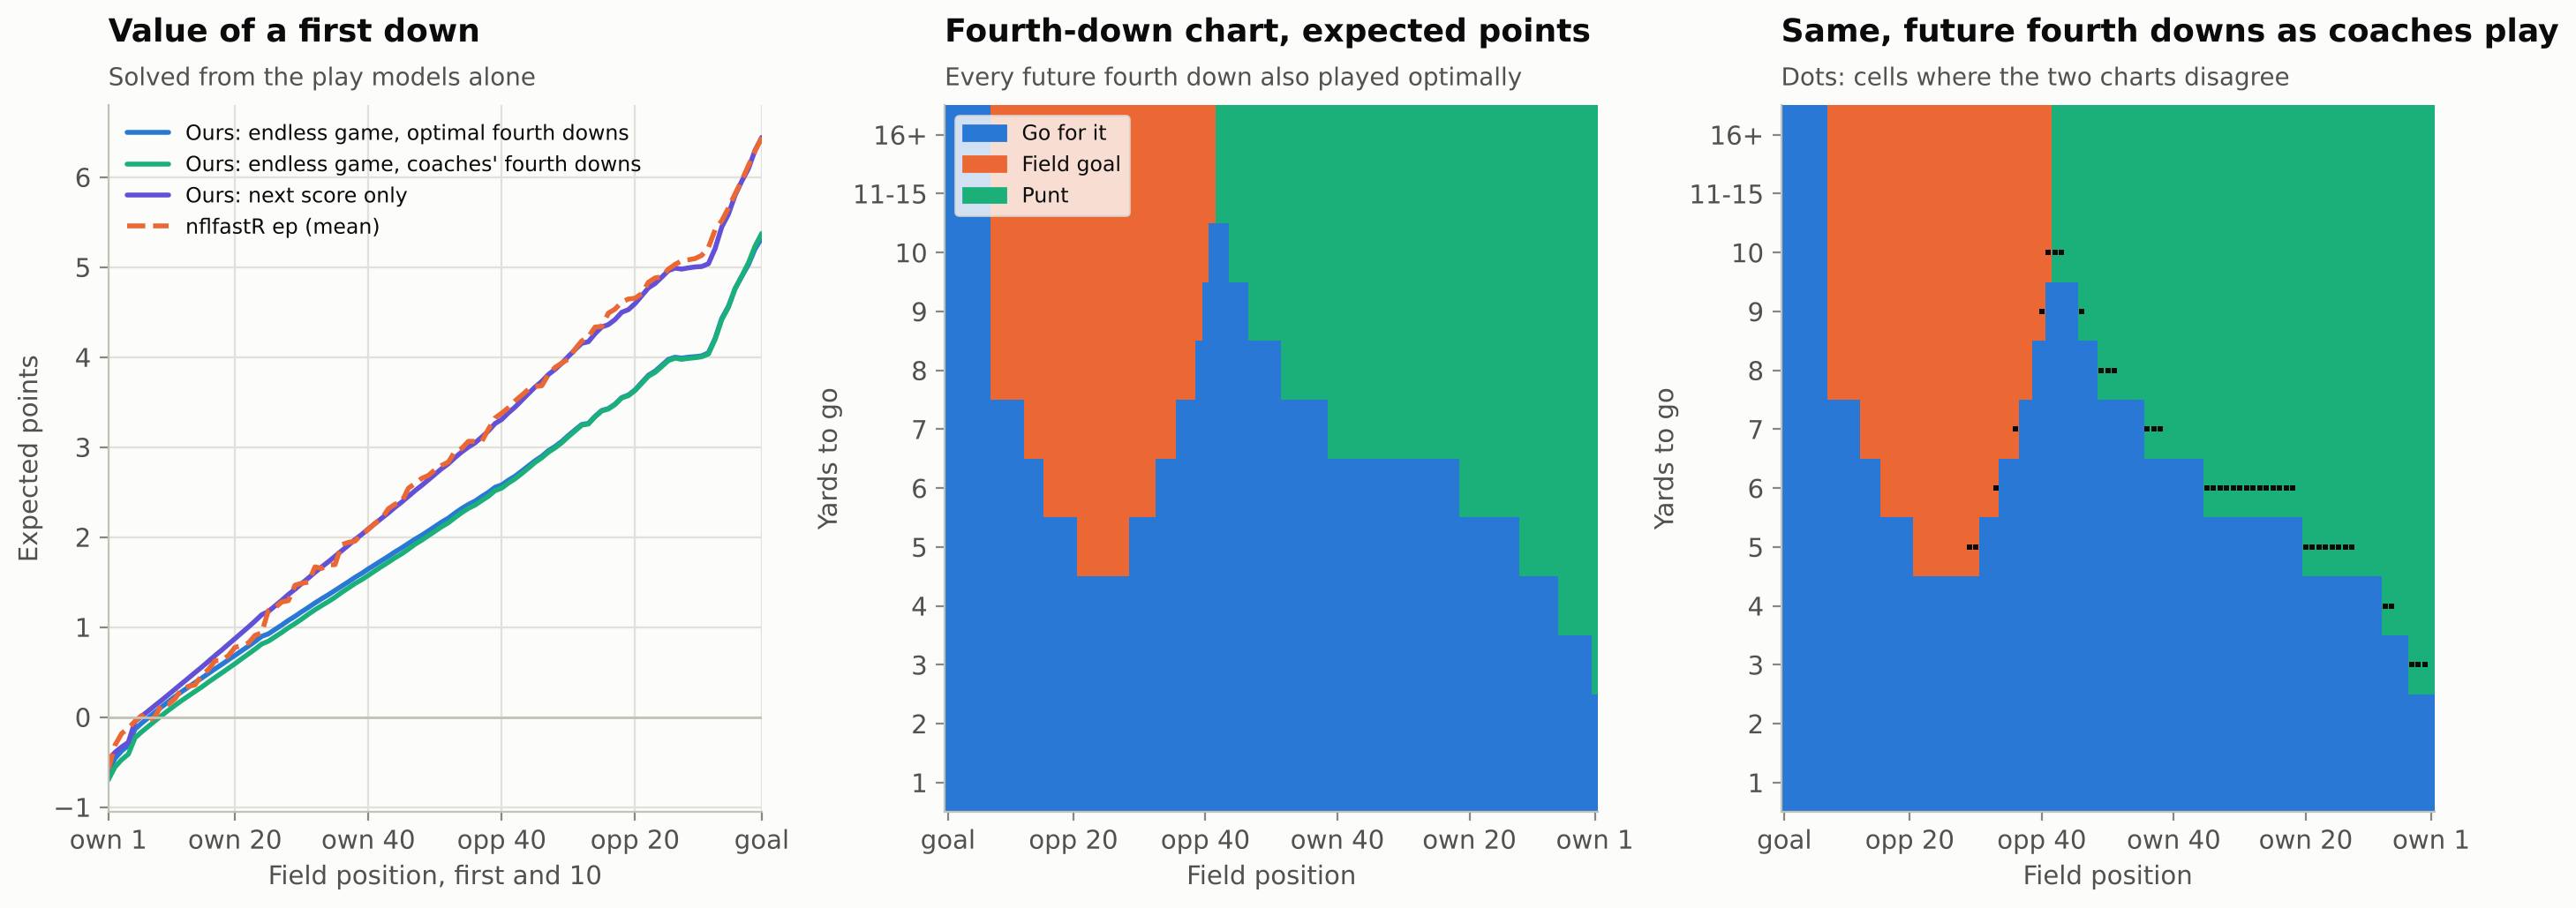 Value of a first down
Solved from the play models alone
Ours: endless game, optimal fourth downs
Ours: endless game, coaches' fourth downs
Ours: next score only
nflfastR ep (mean)
Expected points
6
5
4
3
2
1
0
−1
own 1
own 20
own 40
opp 40
opp 20
goal
Field position, first and 10
Fourth-down chart, expected points
Every future fourth down also played optimally
Go for it
Field goal
Punt
Yards to go
16+
11-15
10
9
8
7
6
5
4
3
2
1
goal
opp 20
opp 40
own 40
own 20
own 1
Field position
Same, future fourth downs as coaches play
Dots: cells where the two charts disagree
Yards to go
16+
11-15
10
9
8
7
6
5
4
3
2
1
goal
opp 20
opp 40
own 40
own 20
own 1
Field position